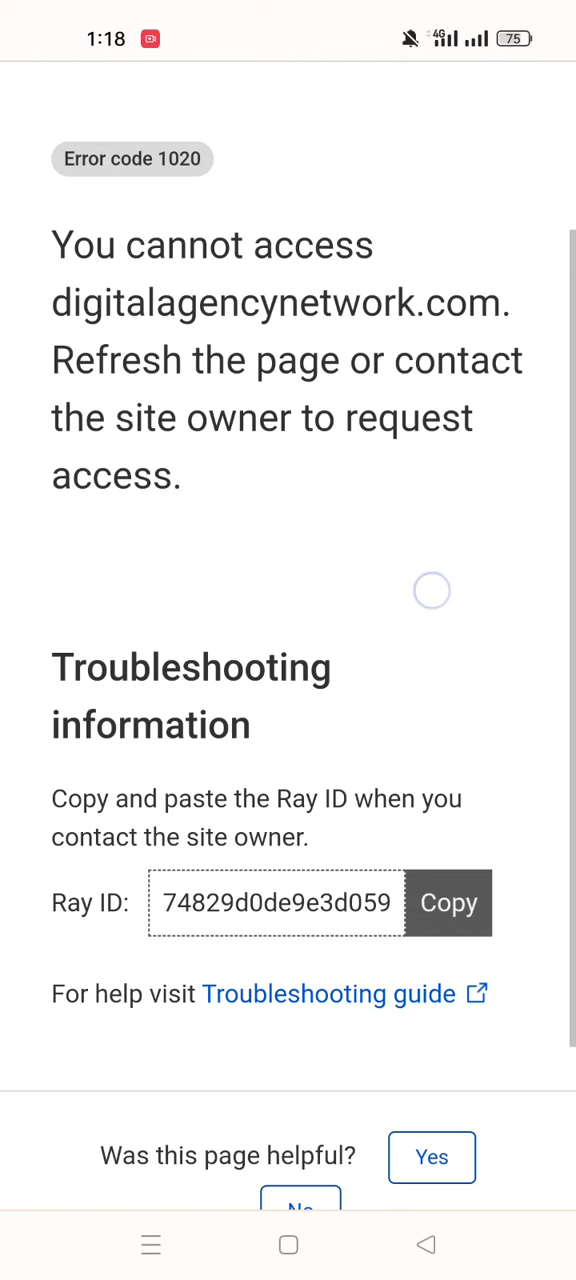 1:18
4G
75
Error code 1020
You cannot access
digitalagencynetwork.com.
Refresh the page or contact
the site owner to request
access.
Troubleshooting
information
Copy and paste the Ray ID when you
contact the site owner.
Ray ID: 74829d0de9e3d059 Copy
For help visit Troubleshooting guide
Was this page helpful? Yes
No